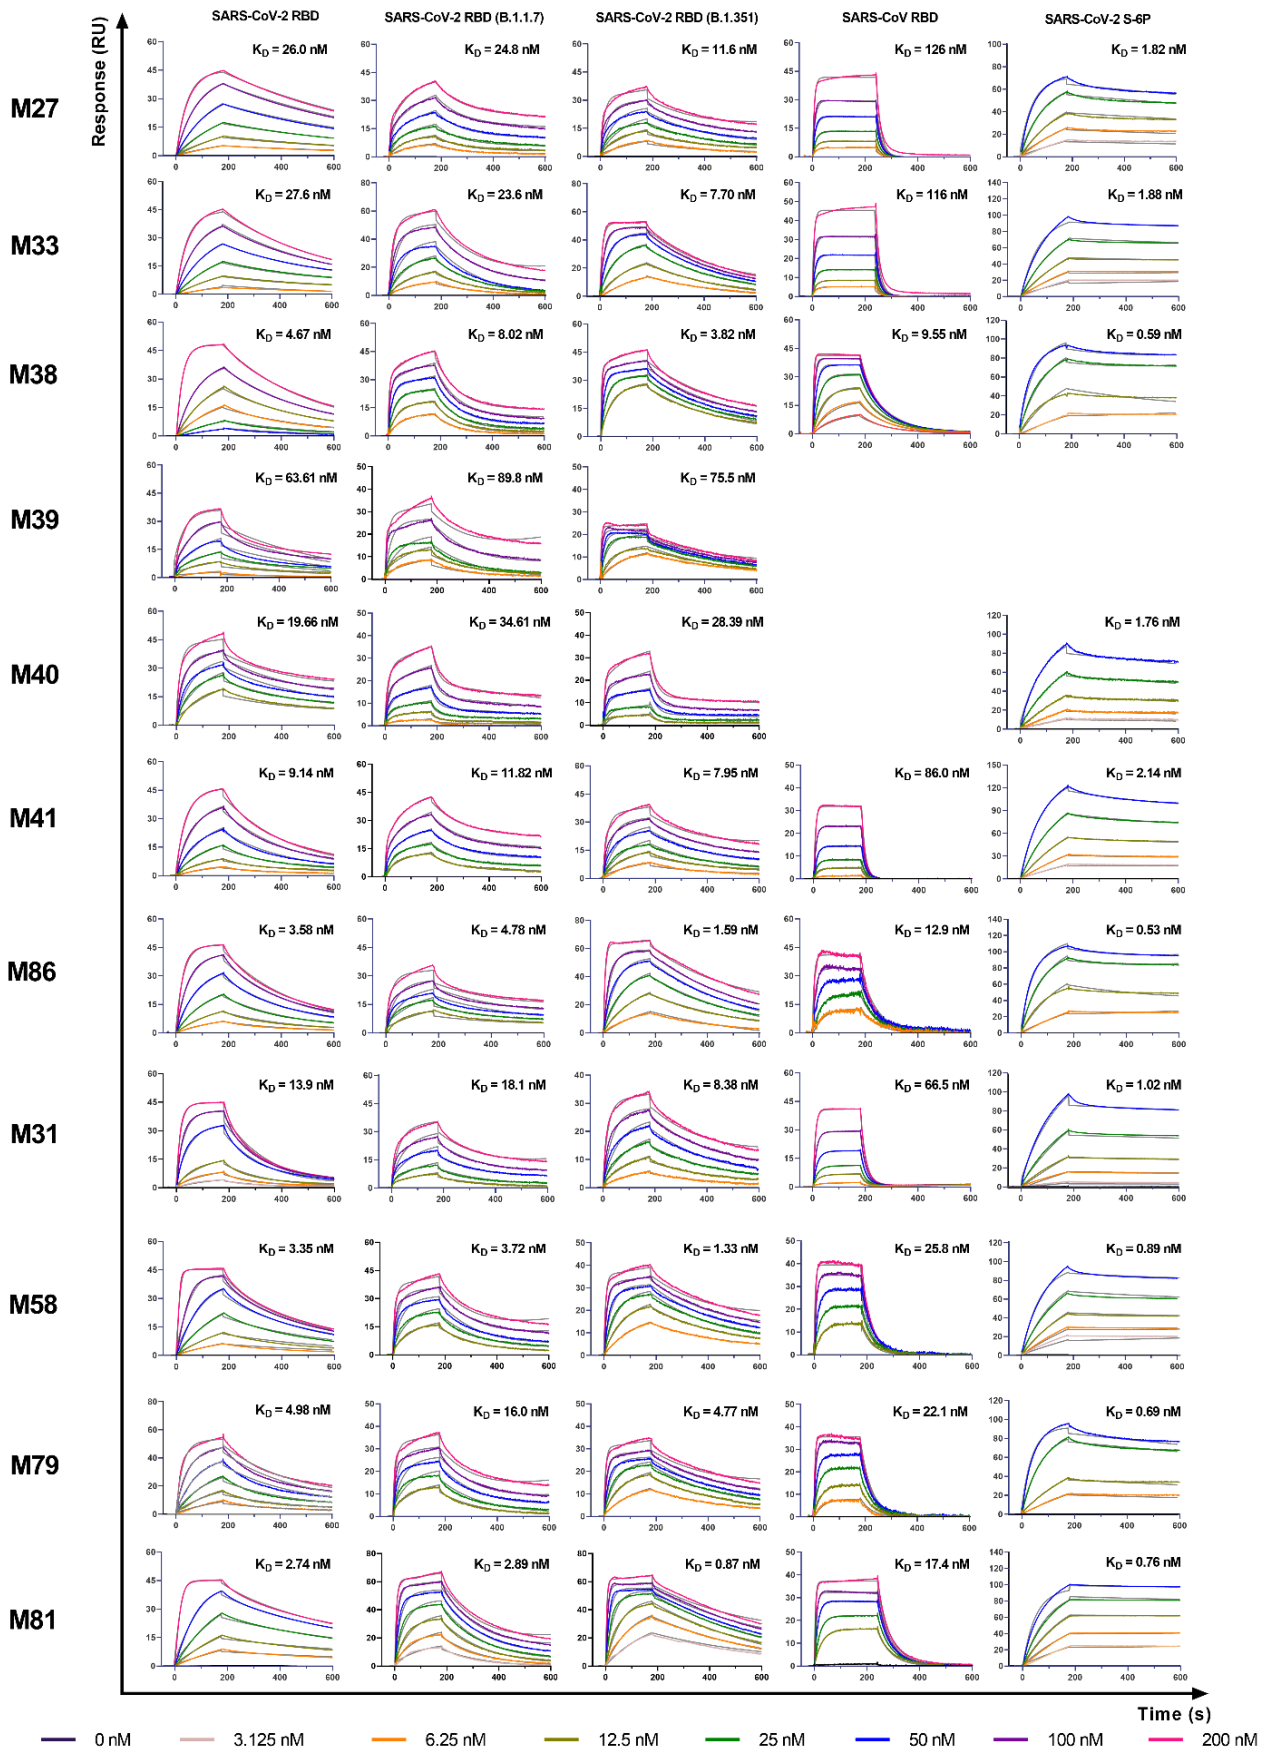 SARS-CoV-2 RBD SARS-CoV-2 RBD (B.1.1.7) SARS-CoV-2 RBD (B.1.351) SARS-CoV RBD SARS-CoV-2 S-6P
Response (RU)
M27 KD = 26.0 nM KD = 24.8 nM KD = 11.6 nM KD = 126 nM KD = 1.82 nM
M33 KD = 27.6 nM KD = 23.6 nM KD = 7.70 nM KD = 116 nM KD = 1.88 nM
M38 KD = 4.67 nM KD = 8.02 nM KD = 3.82 nM KD = 9.55 nM KD = 0.59 nM
M39 KD = 63.61 nM KD = 89.8 nM KD = 75.5 nM
M40 KD = 19.66 nM KD = 34.61 nM KD = 28.39 nM KD = 1.76 nM
M41 KD = 9.14 nM KD = 11.82 nM KD = 7.95 nM KD = 86.0 nM KD = 2.14 nM
M86 KD = 3.58 nM KD = 4.78 nM KD = 1.59 nM KD = 12.9 nM KD = 0.53 nM
M31 KD = 13.9 nM KD = 18.1 nM KD = 8.38 nM KD = 66.5 nM KD = 1.02 nM
M58 KD = 3.35 nM KD = 3.72 nM KD = 1.33 nM KD = 25.8 nM KD = 0.89 nM
M79 KD = 4.98 nM KD = 16.0 nM KD = 4.77 nM KD = 22.1 nM KD = 0.69 nM
M81 KD = 2.74 nM KD = 2.89 nM KD = 0.87 nM KD = 17.4 nM KD = 0.76 nM
Time (s)
0 nM 3.125 nM 6.25 nM 12.5 nM 25 nM 50 nM 100 nM 200 nM